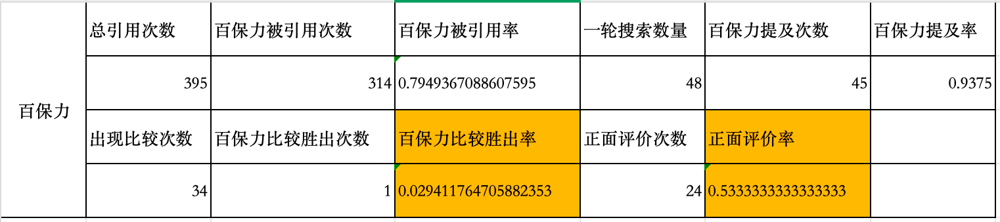 总引用次数 百保力被引用次数 百保力被引用率 一轮搜索数量 百保力提及次数 百保力提及率
395 314 0.7949367088607595 48 45 0.9375
百保力
出现比较次数 百保力比较胜出次数 百保力比较胜出率 正面评价次数 正面评价率
34 1 0.029411764705882353 24 0.5333333333333333